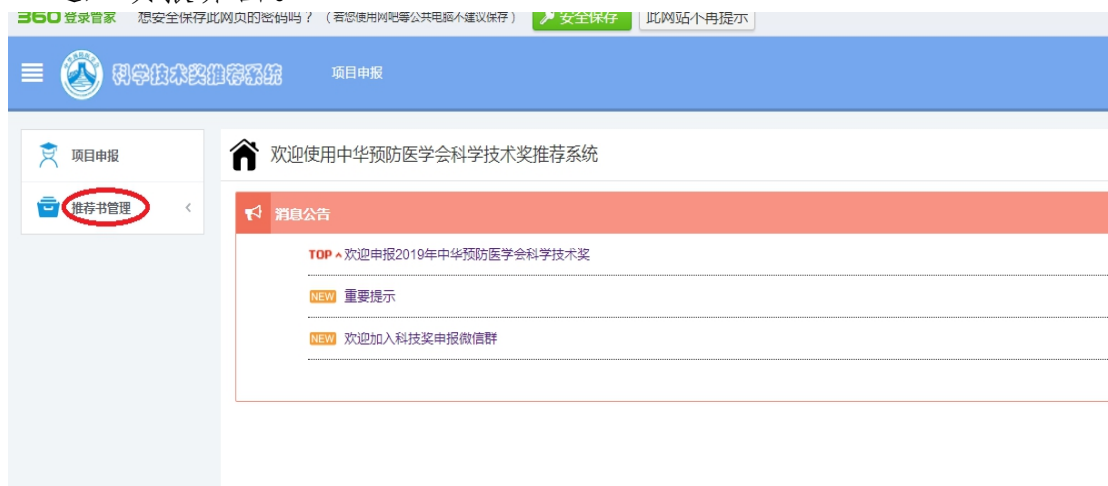 360 登录管家 想安全保存此网页的密码吗？（若您使用网吧等公共电脑不建议保存） 安全保存 此网站不再提示
科学技术奖推荐系统 项目申报
项目申报
推荐书管理
欢迎使用中华预防医学会科学技术奖推荐系统
消息公告
TOP 欢迎申报2019年中华预防医学会科学技术奖
NEW 重要提示
NEW 欢迎加入科技奖申报微信群